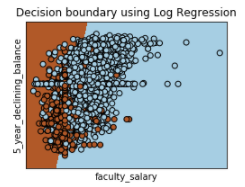 Decision boundary using Log Regression
5_year_declining_balance
faculty_salary